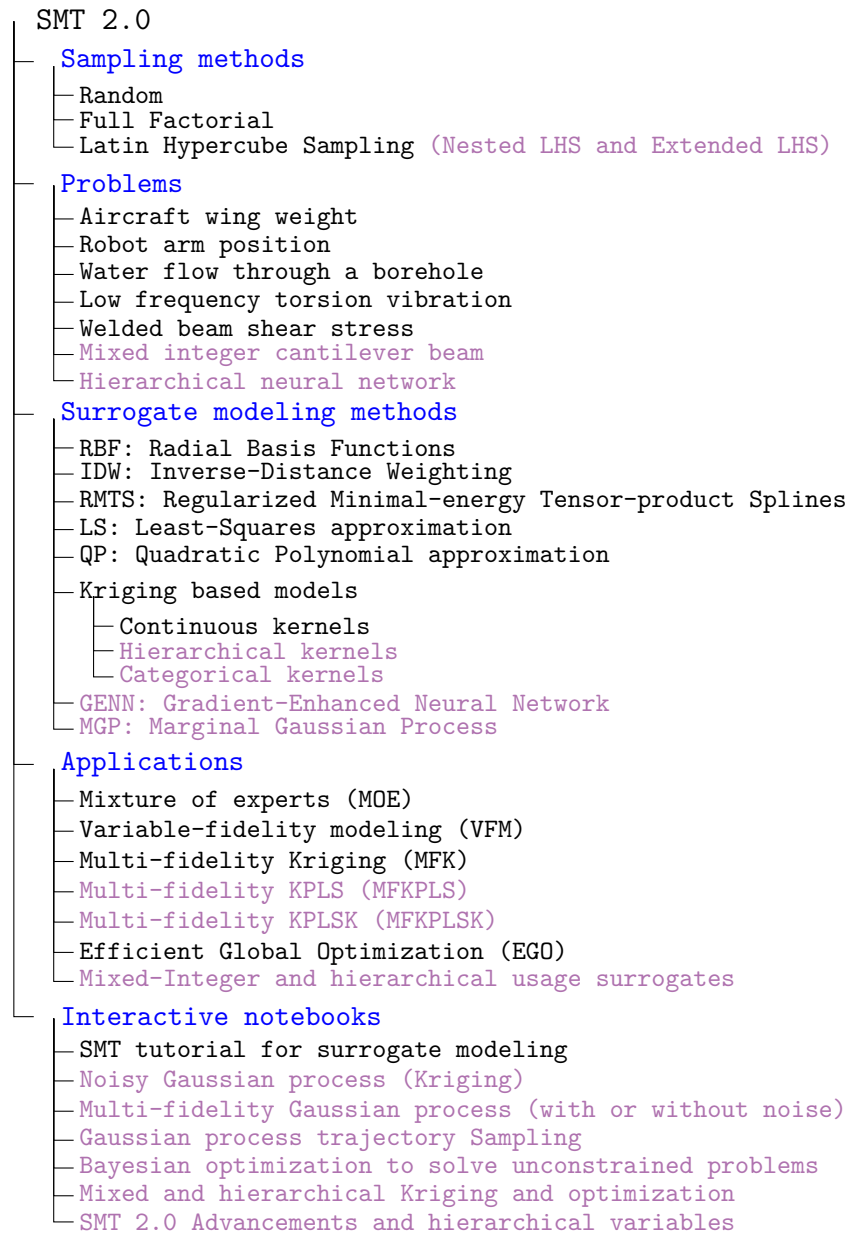 SMT 2.0
Sampling methods
Random
Full Factorial
Latin Hypercube Sampling (Nested LHS and Extended LHS)
Problems
Aircraft wing weight
Robot arm position
Water flow through a borehole
Low frequency torsion vibration
Welded beam shear stress
Mixed integer cantilever beam
Hierarchical neural network
Surrogate modeling methods
RBF: Radial Basis Functions
IDW: Inverse-Distance Weighting
RMTS: Regularized Minimal-energy Tensor-product Splines
LS: Least-Squares approximation
QP: Quadratic Polynomial approximation
Kriging based models
Continuous kernels
Hierarchical kernels
Categorical kernels
GENN: Gradient-Enhanced Neural Network
MGP: Marginal Gaussian Process
Applications
Mixture of experts (MOE)
Variable-fidelity modeling (VFM)
Multi-fidelity Kriging (MFK)
Multi-fidelity KPLS (MFKPLS)
Multi-fidelity KPLSK (MFKPLSK)
Efficient Global Optimization (EGO)
Mixed-Integer and hierarchical usage surrogates
Interactive notebooks
SMT tutorial for surrogate modeling
Noisy Gaussian process (Kriging)
Multi-fidelity Gaussian process (with or without noise)
Gaussian process trajectory Sampling
Bayesian optimization to solve unconstrained problems
Mixed and hierarchical Kriging and optimization
SMT 2.0 Advancements and hierarchical variables